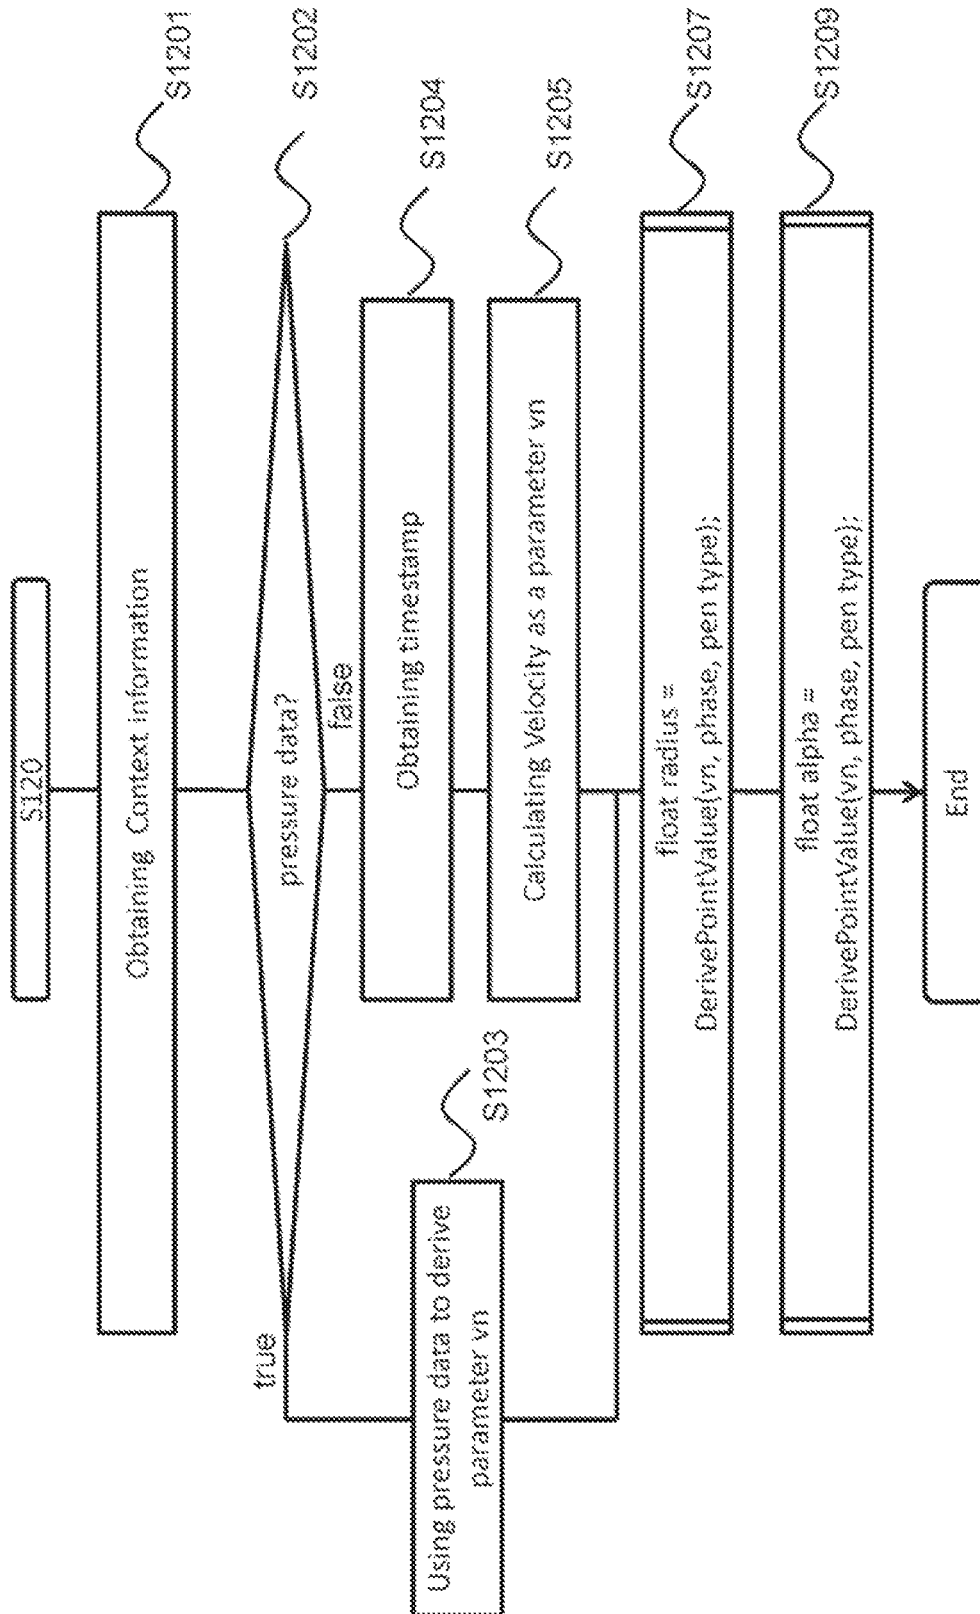 S120
Obtaining Context information
S1201
pressure data?
S1202
true
false
Using pressure data to derive
parameter vn
S1203
Obtaining timestamp
S1204
Calculating Velocity as a parameter vn
S1205
float radius =
DerivePointValue(vn, phase, pen type);
S1207
float alpha =
DerivePointValue(vn, phase, pen type);
S1209
End